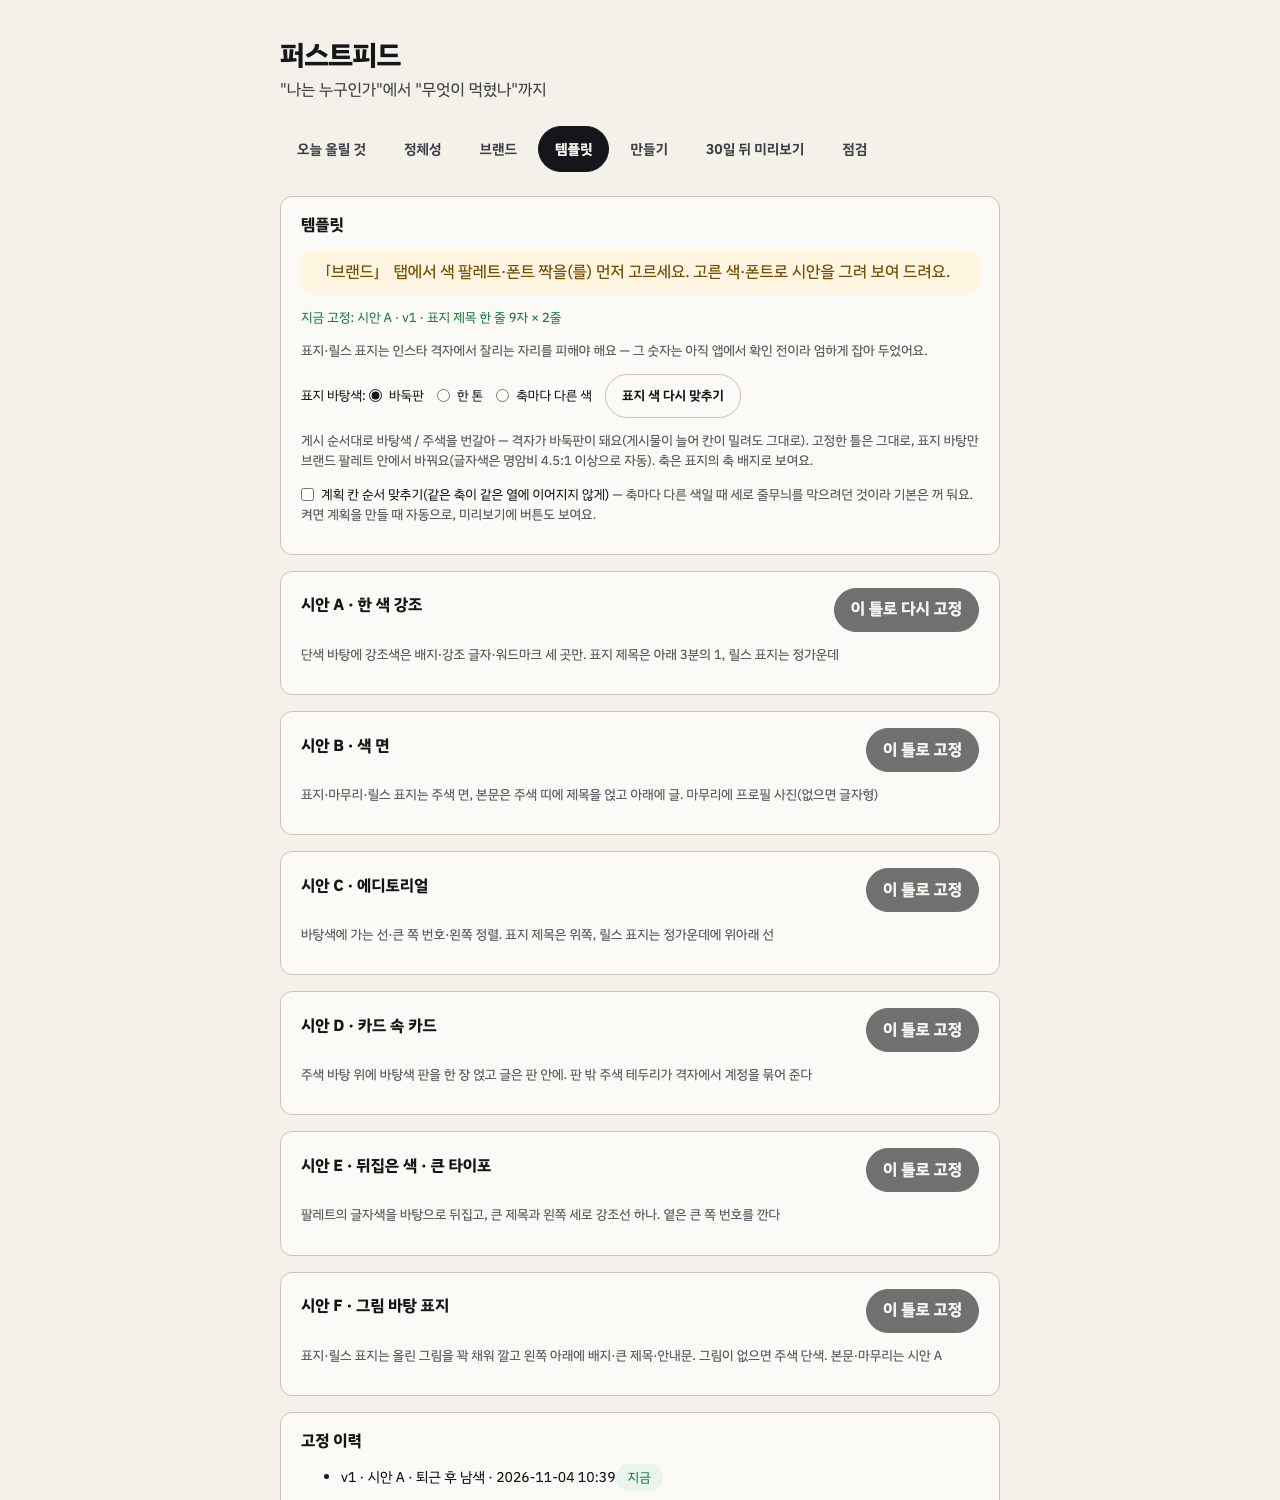 퍼스트피드
"나는 누구인가"에서 "무엇이 먹혔나"까지
오늘 올릴 것 정체성 브랜드 템플릿 만들기 30일 뒤 미리보기 점검
템플릿
「브랜드」 탭에서 색 팔레트·폰트 짝을(를) 먼저 고르세요. 고른 색·폰트로 시안을 그려 보여 드려요.
지금 고정: 시안 A · v1 · 표지 제목 한 줄 9자 × 2줄
표지·릴스 표지는 인스타 격자에서 잘리는 자리를 피해야 해요 — 그 숫자는 아직 앱에서 확인 전이라 엄하게 잡아 두었어요.
표지 바탕색: 바둑판 한 톤 축마다 다른 색 표지 색 다시 맞추기
게시 순서대로 바탕색 / 주색을 번갈아 — 격자가 바둑판이 돼요(게시물이 늘어 칸이 밀려도 그대로). 고정한 틀은 그대로, 표지 바탕만
브랜드 팔레트 안에서 바꿔요(글자색은 명암비 4.5:1 이상으로 자동). 축은 표지의 축 배지로 보여요.
계획 칸 순서 맞추기(같은 축이 같은 열에 이어지지 않게) — 축마다 다른 색일 때 세로 줄무늬를 막으려던 것이라 기본은 꺼 둬요.
켜면 계획을 만들 때 자동으로, 미리보기에 버튼도 보여요.
시안 A · 한 색 강조 이 틀로 다시 고정
단색 바탕에 강조색은 배지·강조 글자·워드마크 세 곳만. 표지 제목은 아래 3분의 1, 릴스 표지는 정가운데
시안 B · 색 면 이 틀로 고정
표지·마무리·릴스 표지는 주색 면, 본문은 주색 띠에 제목을 얹고 아래에 글. 마무리에 프로필 사진(없으면 글자형)
시안 C · 에디토리얼 이 틀로 고정
바탕색에 가는 선·큰 쪽 번호·왼쪽 정렬. 표지 제목은 위쪽, 릴스 표지는 정가운데에 위아래 선
시안 D · 카드 속 카드 이 틀로 고정
주색 바탕 위에 바탕색 판을 한 장 얹고 글은 판 안에. 판 밖 주색 테두리가 격자에서 계정을 묶어 준다
시안 E · 뒤집은 색 · 큰 타이포 이 틀로 고정
팔레트의 글자색을 바탕으로 뒤집고, 큰 제목과 왼쪽 세로 강조선 하나. 옅은 큰 쪽 번호를 깐다
시안 F · 그림 바탕 표지 이 틀로 고정
표지·릴스 표지는 올린 그림을 꽉 채워 깔고 왼쪽 아래에 배지·큰 제목·안내문. 그림이 없으면 주색 단색. 본문·마무리는 시안 A
고정 이력
v1 · 시안 A · 퇴근 후 남색 · 2026-11-04 10:39 지금